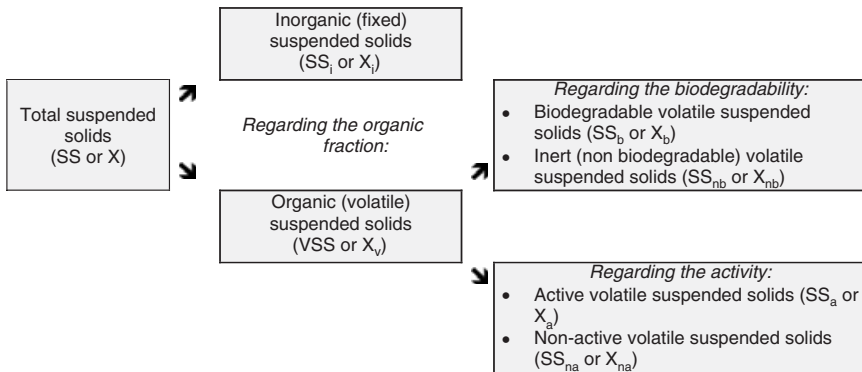 Inorganic (fixed)
suspended solids
(SSi or Xi)
Total suspended
solids
(SS or X)
Regarding the organic
fraction:
Organic (volatile)
suspended solids
(VSS or Xv)
Regarding the biodegradability:
• Biodegradable volatile suspended
solids (SSb or Xb)
• Inert (non biodegradable) volatile
suspended solids (SSnb or Xnb)
Regarding the activity:
• Active volatile suspended solids (SSa or
Xa)
• Non-active volatile suspended solids
(SSna or Xna)